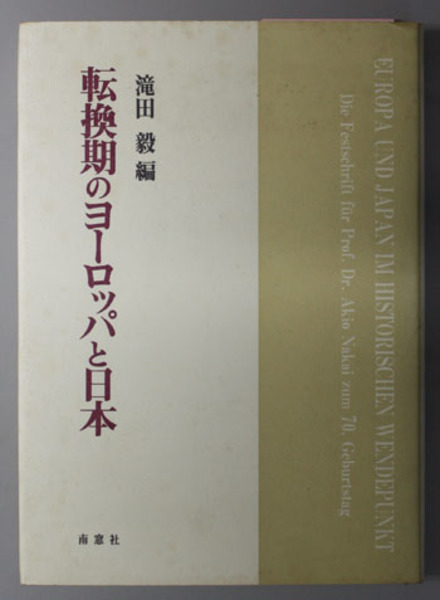 EUROPA UND JAPAN IM HISTORISCHEN WENDEPUNKT
Die Festschrift für Prof. Dr. Akio Nakai zum 70. Geburtstag
滝田 毅 編
転換期のヨーロッパと日本
南窓社